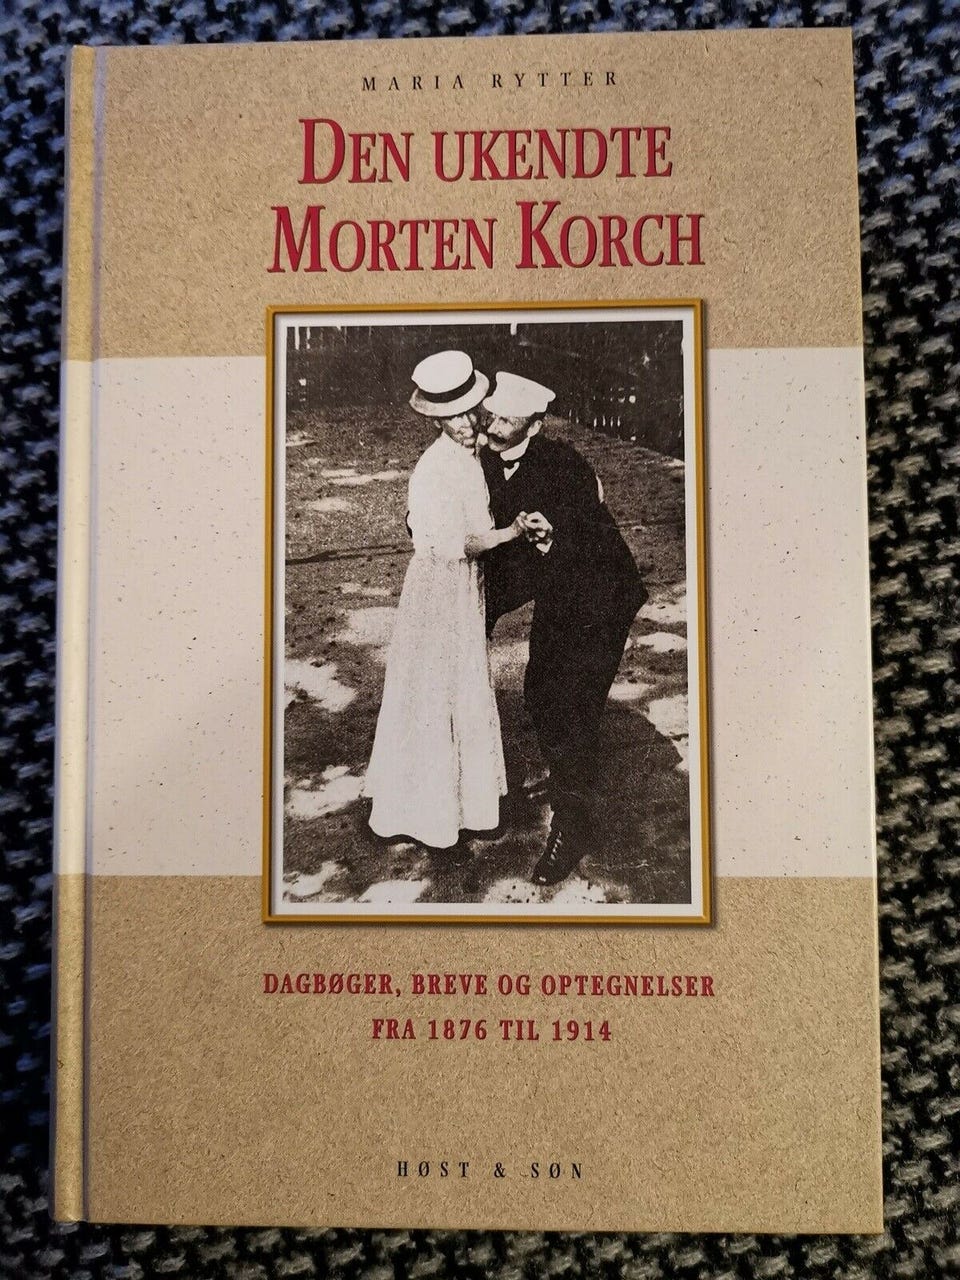 MARIA RYTTER
DEN UKENDTE
MORTEN KORCH
DAGBØGER, BREVE OG OPTEGNELSER
FRA 1876 TIL 1914
HØST & SØN